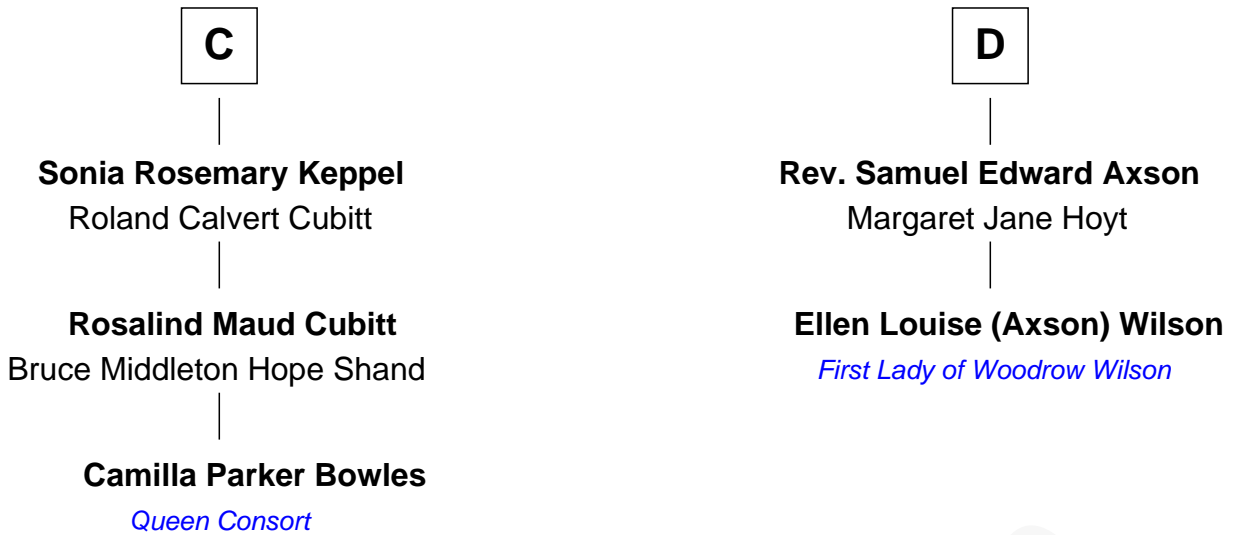 C
Sonia Rosemary Keppel
Roland Calvert Cubitt
Rosalind Maud Cubitt
Bruce Middleton Hope Shand
Camilla Parker Bowles
Queen Consort
D
Rev. Samuel Edward Axson
Margaret Jane Hoyt
Ellen Louise (Axson) Wilson
First Lady of Woodrow Wilson